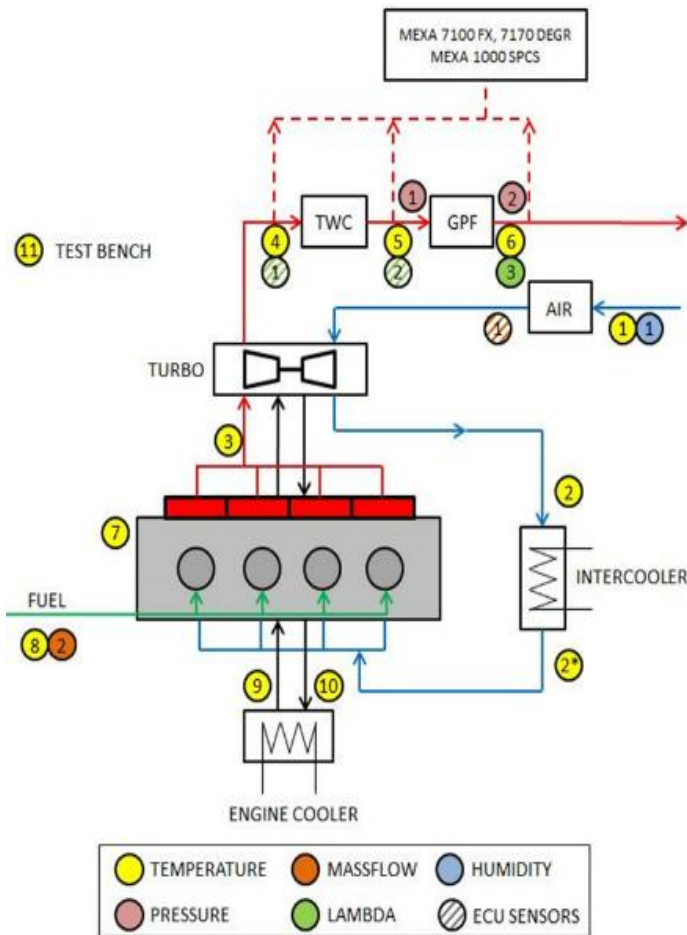 MEXA 7100 FX, 7170 DEGR
MEXA 1000 SPCS
1
2
TWC
GPF
11 TEST BENCH
4
5
6
1
2
3
AIR
1
1 1
TURBO
3
2
7
INTERCOOLER
FUEL
8 2
2*
9
10
ENGINE COOLER
TEMPERATURE MASSFLOW HUMIDITY
PRESSURE LAMBDA ECU SENSORS